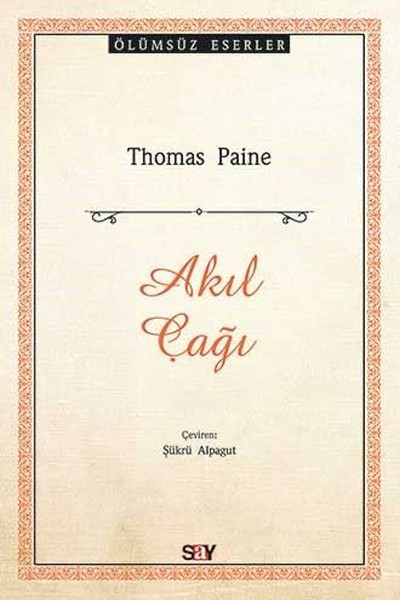 ÖLÜMSÜZ ESERLER
Thomas Paine
Akıl
Çağı
Çeviren:
Şükrü Alpagut
say